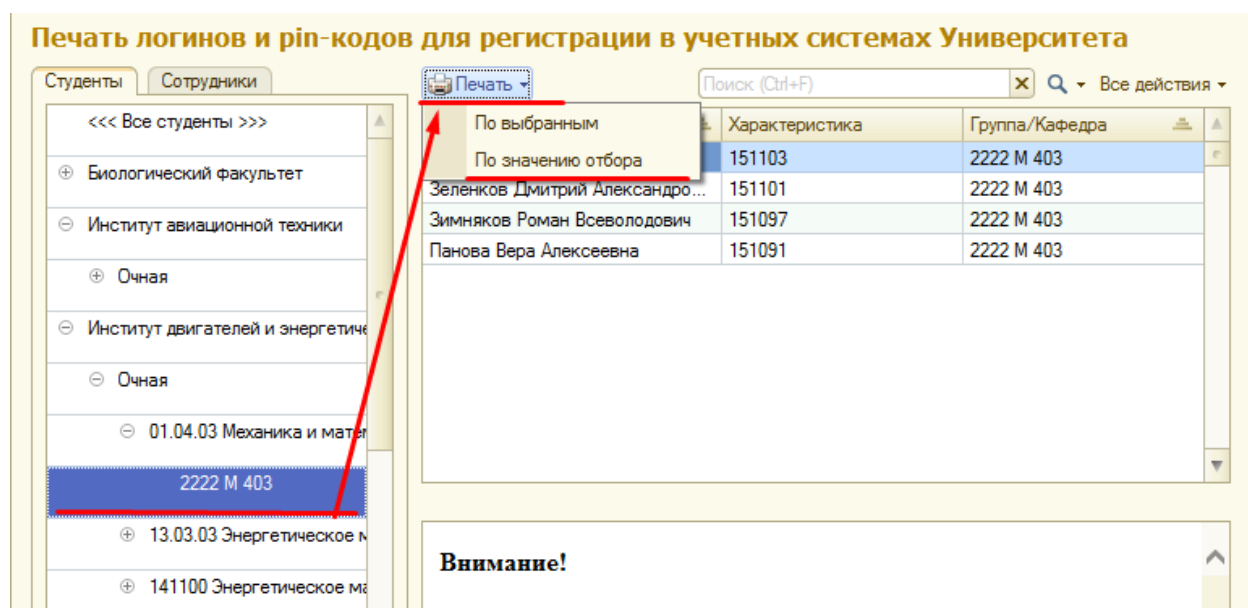 Печать логинов и pin-кодов для регистрации в учетных системах Университета
Студенты Сотрудники
Печать Поиск (Ctrl+F) Все действия
<<< Все студенты >>>
Биологический факультет
Институт авиационной техники
Очная
Институт двигателей и энергетиче
Очная
01.04.03 Механика и матем
2222 М 403
13.03.03 Энергетическое м
141100 Энергетическое ма
По выбранным
По значению отбора
Характеристика Группа/Кафедра
151103 2222 М 403
Зеленков Дмитрий Александро... 151101 2222 М 403
Зимняков Роман Всеволодович 151097 2222 М 403
Панова Вера Алексеевна 151091 2222 М 403
Внимание!